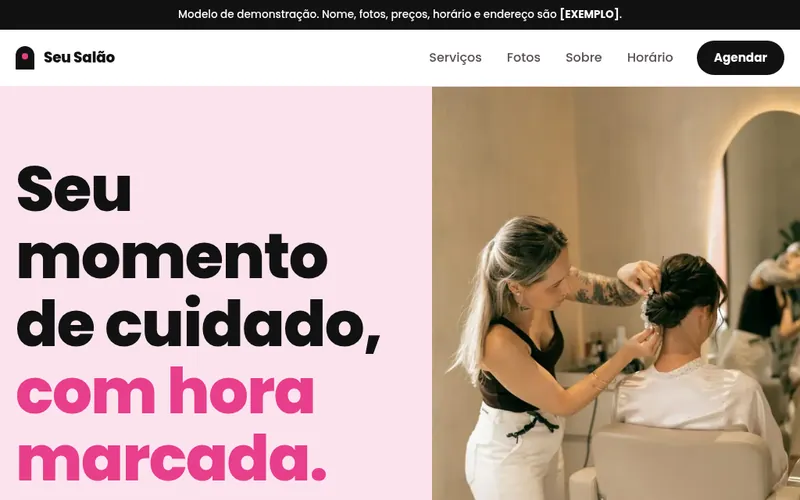 Modelo de demonstração. Nome, fotos, preços, horário e endereço são [EXEMPLO].
Seu Salão
Serviços
Fotos
Sobre
Horário
Agendar
Seu
momento
de cuidado,
com hora
marcada.